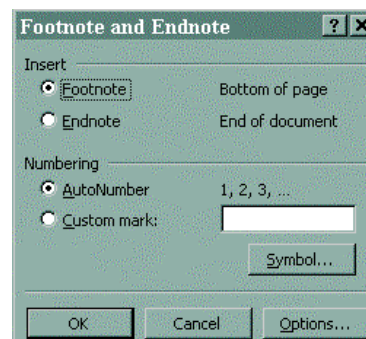 Footnote and Endnote
Insert
Footnote Bottom of page
Endnote End of document
Numbering
AutoNumber 1, 2, 3, ...
Custom mark:
Symbol...
OK Cancel Options...